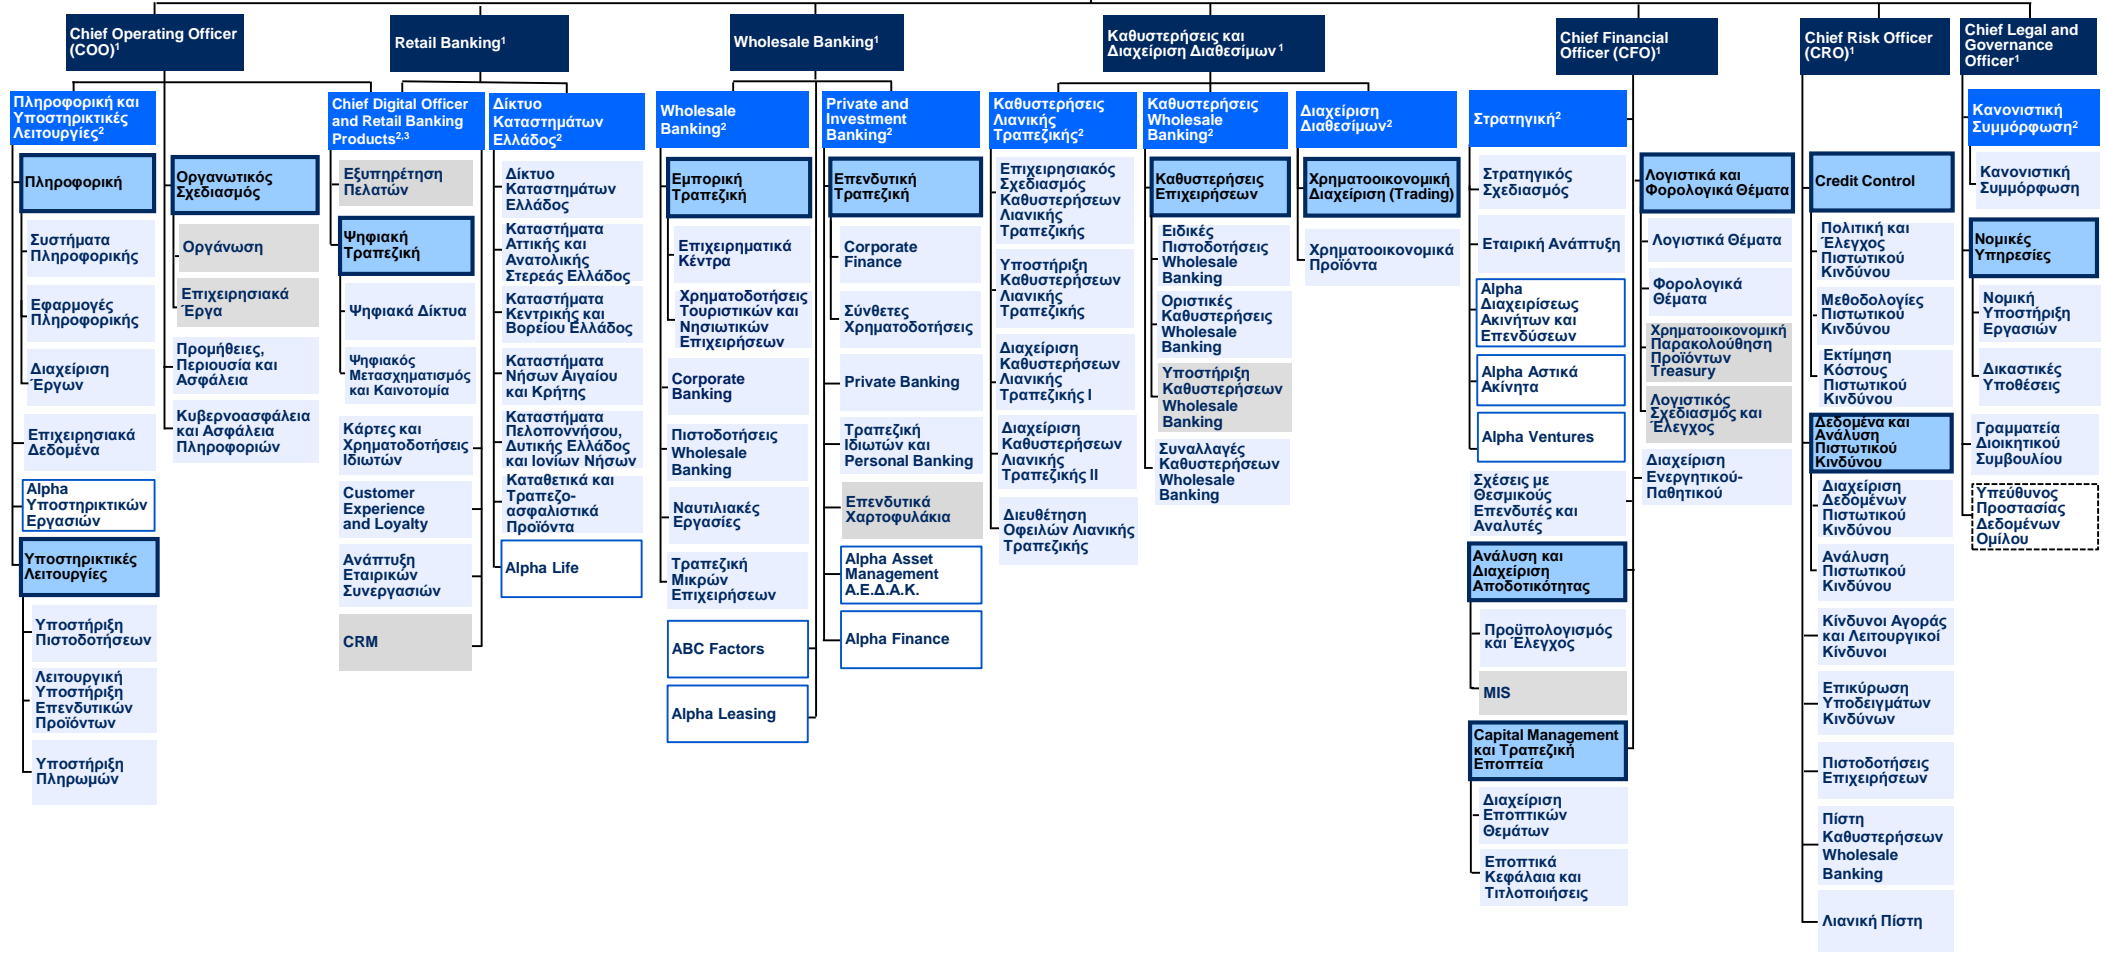 Chief Operating Officer
(COO)¹
Retail Banking¹
Wholesale Banking¹
Καθυστερήσεις και
Διαχείριση Διαθεσίμων¹
Chief Financial
Officer (CFO)¹
Chief Risk Officer
(CRO)¹
Chief Legal and
Governance
Officer¹
Πληροφορική και
Υποστηρικτικές
Λειτουργίες²
Chief Digital Officer
and Retail Banking
Products²,³
Δίκτυο
Καταστημάτων
Ελλάδος²
Wholesale
Banking²
Private and
Investment
Banking²
Καθυστερήσεις
Λιανικής
Τραπεζικής²
Καθυστερήσεις
Wholesale
Banking²
Διαχείριση
Διαθεσίμων²
Στρατηγική²
Κανονιστική
Συμμόρφωση²
Πληροφορική
Συστήματα
Πληροφορικής
Εφαρμογές
Πληροφορικής
Διαχείριση
Έργων
Επιχειρησιακά
Δεδομένα
Alpha
Υποστηρικτικών
Εργασιών
Υποστηρικτικές
Λειτουργίες
Υποστήριξη
Πιστοδοτήσεων
Λειτουργική
Υποστήριξη
Επενδυτικών
Προϊόντων
Υποστήριξη
Πληρωμών
Οργανωτικός
Σχεδιασμός
Οργάνωση
Επιχειρησιακά
Έργα
Προμήθειες,
Περιουσία και
Ασφάλεια
Κυβερνοασφάλεια
και Ασφάλεια
Πληροφοριών
Εξυπηρέτηση
Πελατών
Ψηφιακή
Τραπεζική
Ψηφιακά Δίκτυα
Ψηφιακός
Μετασχηματισμός
και Καινοτομία
Κάρτες και
Χρηματοδοτήσεις
Ιδιωτών
Customer
Experience
and Loyalty
Ανάπτυξη
Εταιρικών
Συνεργασιών
CRM
Δίκτυο
Καταστημάτων
Ελλάδος
Καταστήματα
Αττικής και
Ανατολικής
Στερεάς Ελλάδος
Καταστήματα
Κεντρικής και
Βορείου Ελλάδος
Καταστήματα
Νήσων Αιγαίου
και Κρήτης
Καταστήματα
Πελοποννήσου,
Δυτικής Ελλάδος
και Ιονίων Νήσων
Καταθετικά και
Τραπεζο-
ασφαλιστικά
Προϊόντα
Alpha Life
Εμπορική
Τραπεζική
Επιχειρηματικά
Κέντρα
Χρηματοδοτήσεις
Τουριστικών και
Νησιωτικών
Επιχειρήσεων
Corporate
Banking
Πιστοδοτήσεις
Wholesale
Banking
Ναυτιλιακές
Εργασίες
Τραπεζική
Μικρών
Επιχειρήσεων
ABC Factors
Alpha Leasing
Επενδυτική
Τραπεζική
Corporate
Finance
Σύνθετες
Χρηματοδοτήσεις
Private Banking
Τραπεζική
Ιδιωτών και
Personal Banking
Επενδυτικά
Χαρτοφυλάκια
Alpha Asset
Management
Α.Ε.Δ.Α.Κ.
Alpha Finance
Επιχειρησιακός
Σχεδιασμός
Καθυστερήσεων
Λιανικής
Τραπεζικής
Υποστήριξη
Καθυστερήσεων
Λιανικής
Τραπεζικής
Διαχείριση
Καθυστερήσεων
Λιανικής
Τραπεζικής I
Διαχείριση
Καθυστερήσεων
Λιανικής
Τραπεζικής II
Διευθέτηση
Οφειλών Λιανικής
Τραπεζικής
Καθυστερήσεις
Επιχειρήσεων
Ειδικές
Πιστοδοτήσεις
Wholesale
Banking
Οριστικές
Καθυστερήσεις
Wholesale
Banking
Υποστήριξη
Καθυστερήσεων
Wholesale
Banking
Συναλλαγές
Καθυστερήσεων
Wholesale
Banking
Χρηματοοικονομική
Διαχείριση (Trading)
Χρηματοοικονομικά
Προϊόντα
Στρατηγικός
Σχεδιασμός
Εταιρική Ανάπτυξη
Alpha
Διαχειρίσεως
Ακινήτων και
Επενδύσεων
Alpha Αστικά
Ακίνητα
Alpha Ventures
Σχέσεις με
Θεσμικούς
Επενδυτές και
Αναλυτές
Ανάλυση και
Διαχείριση
Αποδοτικότητας
Προϋπολογισμός
και Έλεγχος
MIS
Capital Management
και Τραπεζική
Εποπτεία
Διαχείριση
Εποπτικών
Θεμάτων
Εποπτικά
Κεφάλαια και
Τιτλοποιήσεις
Λογιστικά και
Φορολογικά Θέματα
Λογιστικά Θέματα
Φορολογικά
Θέματα
Χρηματοοικονομική
Παρακολούθηση
Προϊόντων
Treasury
Λογιστικός
Σχεδιασμός και
Έλεγχος
Διαχείριση
Ενεργητικού-
Παθητικού
Credit Control
Πολιτική και
Έλεγχος
Πιστωτικού
Κινδύνου
Μεθοδολογίες
Πιστωτικού
Κινδύνου
Εκτίμηση
Κόστους
Πιστωτικού
Κινδύνου
Δεδομένα και
Ανάλυση
Πιστωτικού
Κινδύνου
Διαχείριση
Δεδομένων
Πιστωτικού
Κινδύνου
Ανάλυση
Πιστωτικού
Κινδύνου
Κίνδυνοι Αγοράς
και Λειτουργικοί
Κίνδυνοι
Επικύρωση
Υποδειγμάτων
Κινδύνων
Πιστοδοτήσεις
Επιχειρήσεων
Πίστη
Καθυστερήσεων
Wholesale
Banking
Λιανική Πίστη
Κανονιστική
Συμμόρφωση
Νομικές
Υπηρεσίες
Νομική
Υποστήριξη
Εργασιών
Δικαστικές
Υποθέσεις
Γραμματεία
Διοικητικού
Συμβουλίου
Υπεύθυνος
Προστασίας
Δεδομένων
Ομίλου